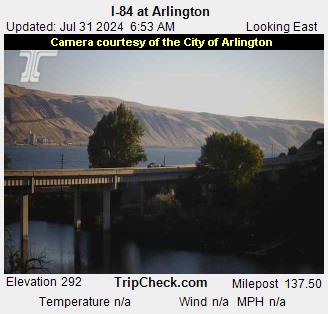 I-84 at Arlington
Updated: Jul 31 2024 6:53 AM Looking East
Camera courtesy of the City of Arlington
Elevation 292 TripCheck.com Milepost 137.50
Temperature n/a Wind n/a MPH n/a